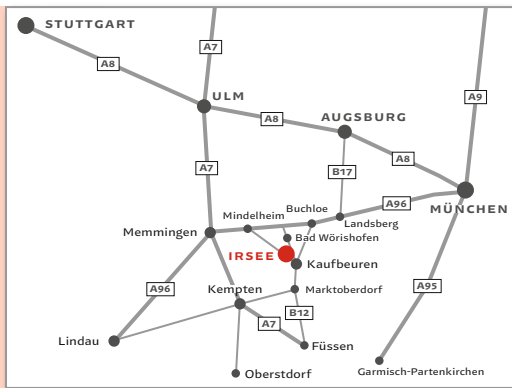 STUTTGART
A7
A8
A9
ULM
A8
AUGSBURG
A8
A7
B17
A96
MÜNCHEN
Mindelheim
Buchloe
Landsberg
Memmingen
Bad Wörishofen
IRSEE
Kaufbeuren
A96
Kempten
Marktoberdorf
A95
A7
B12
Lindau
Füssen
Oberstdorf
Garmisch-Partenkirchen